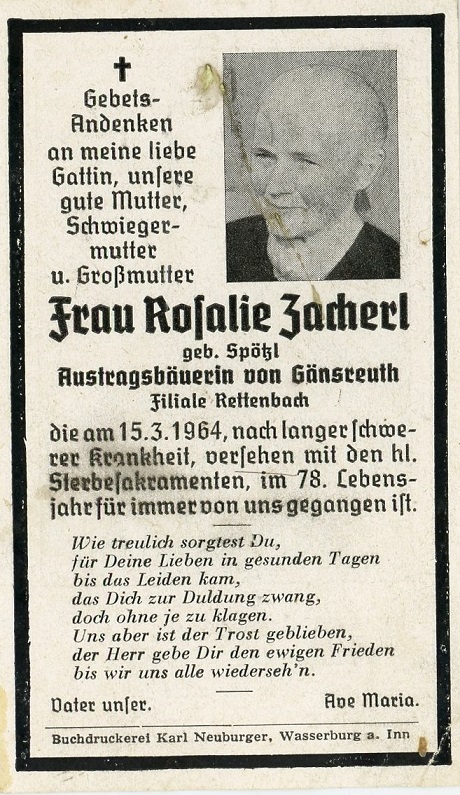 Gebets-
Andenken
an meine liebe
Gattin, unsere
gute Mutter,
Schwieger-
mutter
u. Großmutter
Frau Rosalie Zacherl
geb. Spötzl
Austragsbäuerin von Gänsreuth
Filiale Rettenbach
die am 15.3.1964, nach langer schwe-
rer Krankheit, versehen mit den hl.
Sterbesakramenten, im 78. Lebens-
jahr für immer von uns gegangen ist.
Wie treulich sorgtest Du,
für Deine Lieben in gesunden Tagen
bis das Leiden kam,
das Dich zur Duldung zwang,
doch ohne je zu klagen.
Uns aber ist der Trost geblieben,
der Herr gebe Dir den ewigen Frieden
bis wir uns alle wiederseh'n.
Vater unser. Ave Maria.
Buchdruckerei Karl Neuburger, Wasserburg a. Inn